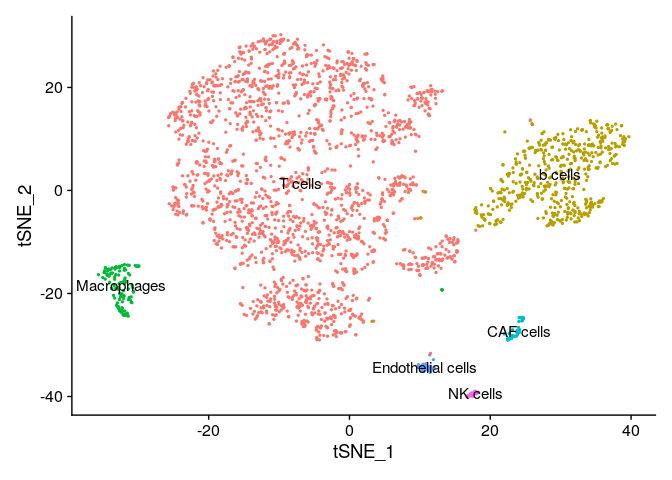 20
0
-20
-40
tSNE_2
T cells
b cells
Macrophages
CAF cells
Endothelial cells
NK cells
-20
0
20
40
tSNE_1